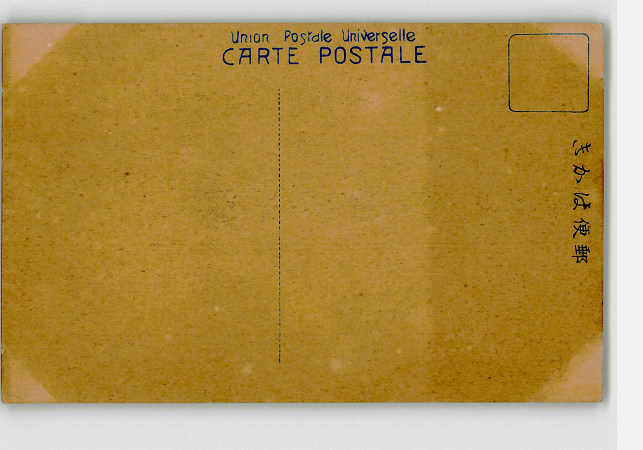 Union Postale Universelle
CARTE POSTALE
郵便はかき